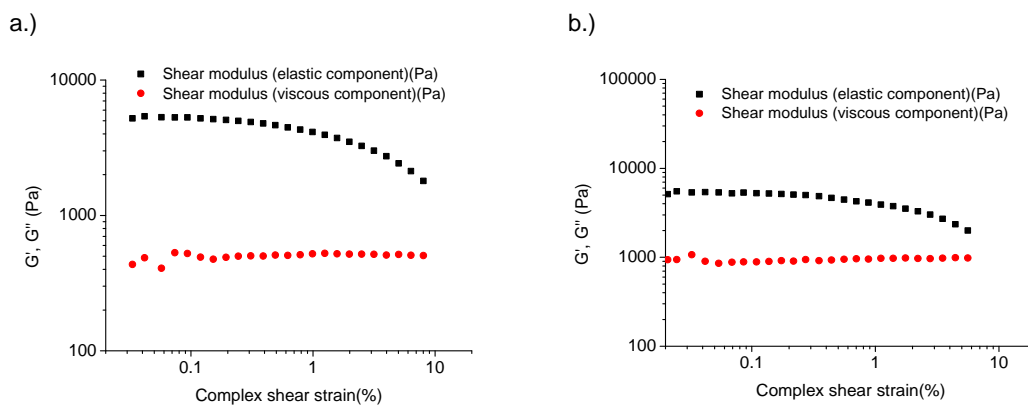 a.)
Shear modulus (elastic component)(Pa)
Shear modulus (viscous component)(Pa)
10000
1000
100
G', G'' (Pa)
0.1
1
10
Complex shear strain(%)
b.)
Shear modulus (elastic component)(Pa)
Shear modulus (viscous component)(Pa)
100000
10000
1000
100
G', G'' (Pa)
0.1
1
10
Complex shear strain(%)